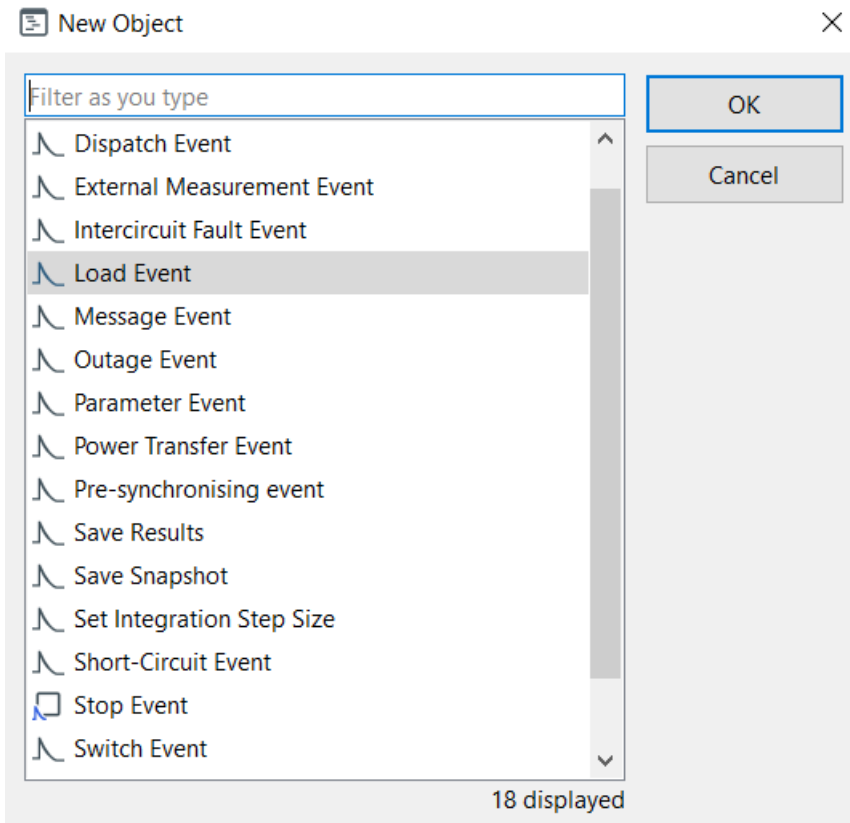 New Object
Filter as you type
OK
Cancel
Dispatch Event
External Measurement Event
Intercircuit Fault Event
Load Event
Message Event
Outage Event
Parameter Event
Power Transfer Event
Pre-synchronising event
Save Results
Save Snapshot
Set Integration Step Size
Short-Circuit Event
Stop Event
Switch Event
18 displayed